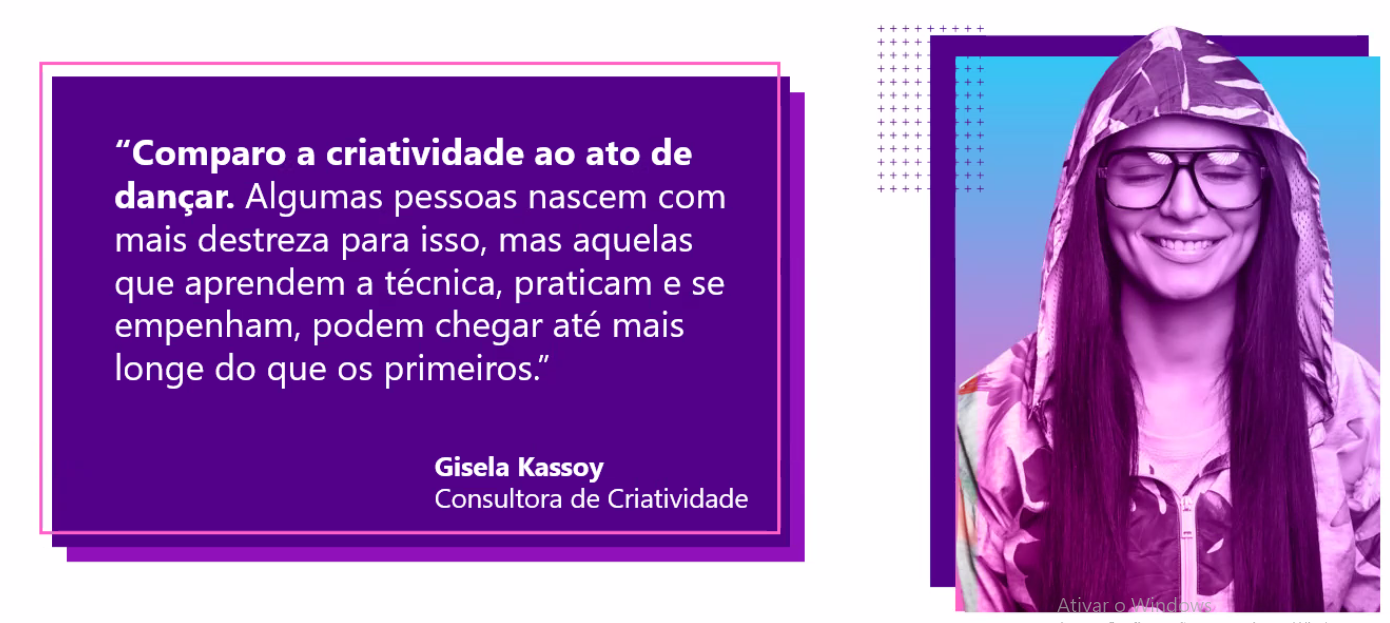 “Comparo a criatividade ao ato de
dançar. Algumas pessoas nascem com
mais destreza para isso, mas aquelas
que aprendem a técnica, praticam e se
empenham, podem chegar até mais
longe do que os primeiros.”
Gisela Kassoy
Consultora de Criatividade
Ativar o Windows